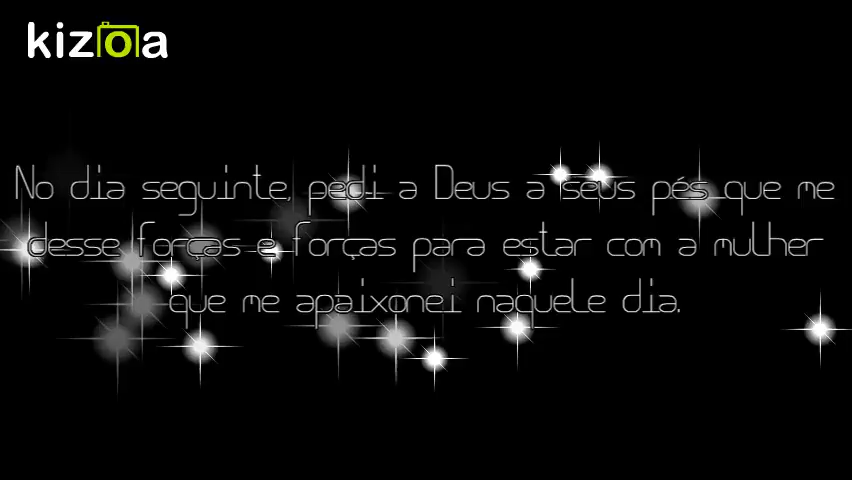 kizoa
No dia seguinte, pedi a Deus a seus pés que me
desse forças e forças para estar com a mulher
que me apaixonei naquele dia.